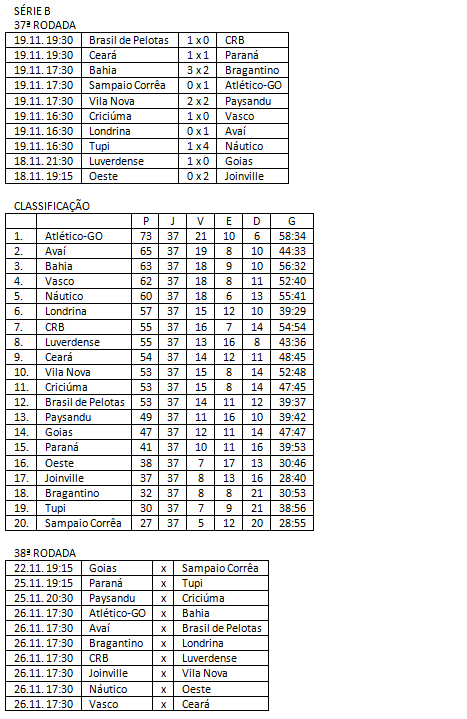 SÉRIE B
37ª RODADA
19.11. 19:30 Brasil de Pelotas 1 x 0 CRB
19.11. 19:30 Ceará 1 x 1 Paraná
19.11. 17:30 Bahia 3 x 2 Bragantino
19.11. 17:30 Sampaio Corrêa 0 x 1 Atlético-GO
19.11. 17:30 Vila Nova 2 x 2 Paysandu
19.11. 16:30 Criciúma 1 x 0 Vasco
19.11. 16:30 Londrina 0 x 1 Avaí
19.11. 16:30 Tupi 1 x 4 Náutico
18.11. 21:30 Luverdense 1 x 0 Goias
18.11. 19:15 Oeste 0 x 2 Joinville
CLASSIFICAÇÃO
P J V E D G
1. Atlético-GO 73 37 21 10 6 58:34
2. Avaí 65 37 19 8 10 44:33
3. Bahia 63 37 18 9 10 56:32
4. Vasco 62 37 18 8 11 52:40
5. Náutico 60 37 18 6 13 55:41
6. Londrina 57 37 15 12 10 39:29
7. CRB 55 37 16 7 14 54:54
8. Luverdense 55 37 13 16 8 43:36
9. Ceará 54 37 14 12 11 48:45
10. Vila Nova 53 37 15 8 14 52:48
11. Criciúma 53 37 15 8 14 47:45
12. Brasil de Pelotas 53 37 14 11 12 39:37
13. Paysandu 49 37 11 16 10 39:42
14. Goias 47 37 12 11 14 47:47
15. Paraná 41 37 10 11 16 39:53
16. Oeste 38 37 7 17 13 30:46
17. Joinville 37 37 8 13 16 28:40
18. Bragantino 32 37 8 8 21 30:53
19. Tupi 30 37 7 9 21 38:56
20. Sampaio Corrêa 27 37 5 12 20 28:55
38ª RODADA
22.11. 19:15 Goias x Sampaio Corrêa
25.11. 19:15 Paraná x Tupi
25.11. 20:30 Paysandu x Criciúma
26.11. 17:30 Atlético-GO x Bahia
26.11. 17:30 Avaí x Brasil de Pelotas
26.11. 17:30 Bragantino x Londrina
26.11. 17:30 CRB x Luverdense
26.11. 17:30 Joinville x Vila Nova
26.11. 17:30 Náutico x Oeste
26.11. 17:30 Vasco x Ceará